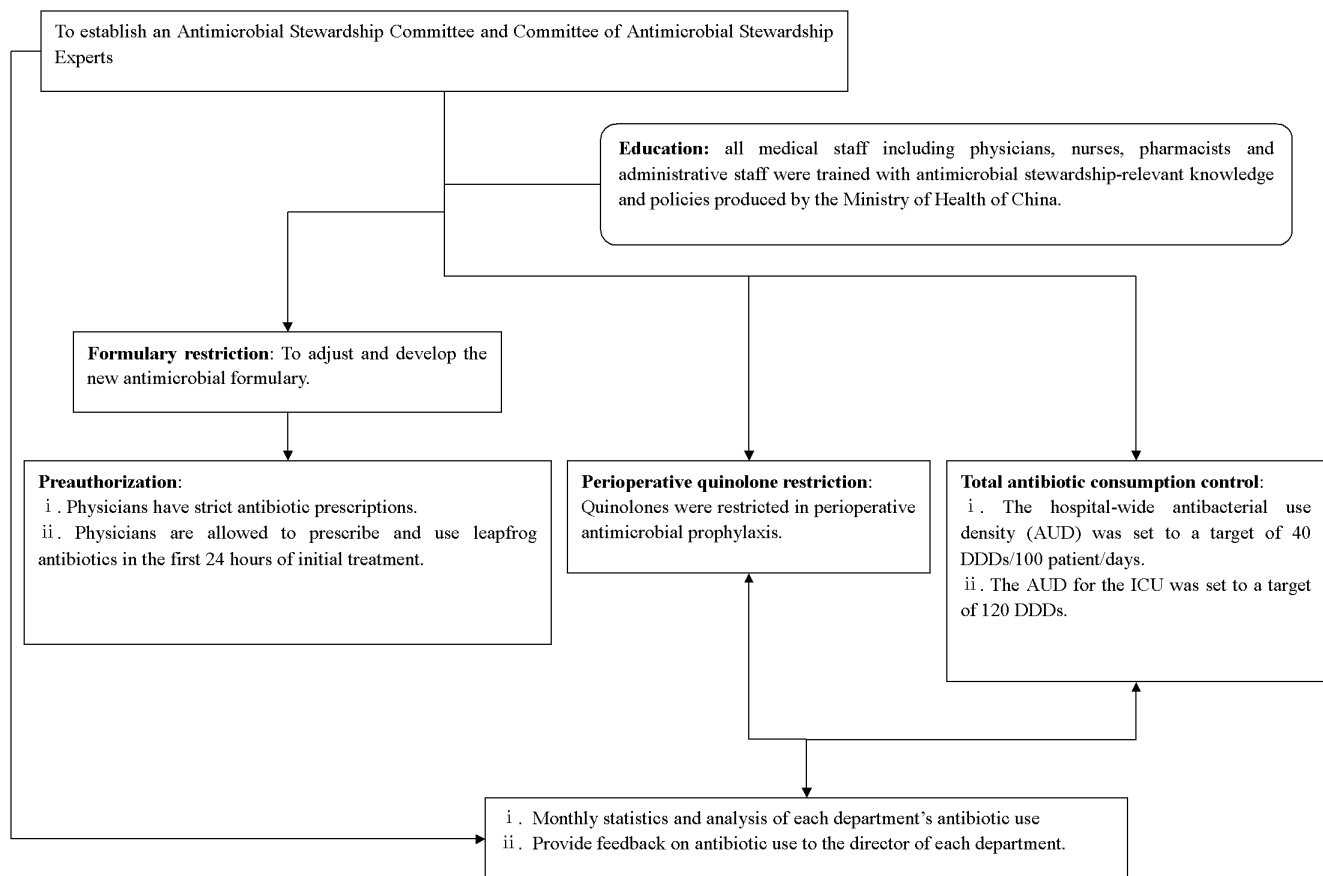 To establish an Antimicrobial Stewardship Committee and Committee of Antimicrobial Stewardship
Experts
Education: all medical staff including physicians, nurses, pharmacists and
administrative staff were trained with antimicrobial stewardship-relevant knowledge
and policies produced by the Ministry of Health of China.
Formulary restriction: To adjust and develop the
new antimicrobial formulary.
Preauthorization:
ⅰ. Physicians have strict antibiotic prescriptions.
ⅱ. Physicians are allowed to prescribe and use leapfrog
antibiotics in the first 24 hours of initial treatment.
Perioperative quinolone restriction:
Quinolones were restricted in perioperative
antimicrobial prophylaxis.
Total antibiotic consumption control:
ⅰ. The hospital-wide antibacterial use
density (AUD) was set to a target of 40
DDDs/100 patient/days.
ⅱ. The AUD for the ICU was set to a target
of 120 DDDs.
ⅰ. Monthly statistics and analysis of each department’s antibiotic use
ⅱ. Provide feedback on antibiotic use to the director of each department.